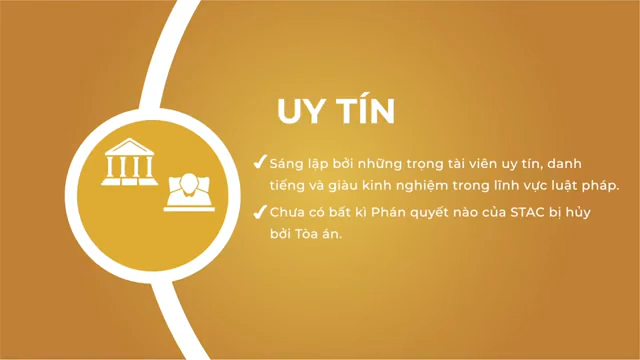 UY TÍN
Sáng lập bởi những trọng tài viên uy tín, danh
tiếng và giàu kinh nghiệm trong lĩnh vực luật pháp.
Chưa có bất kì Phán quyết nào của STAC bị hủy
bởi Tòa án.